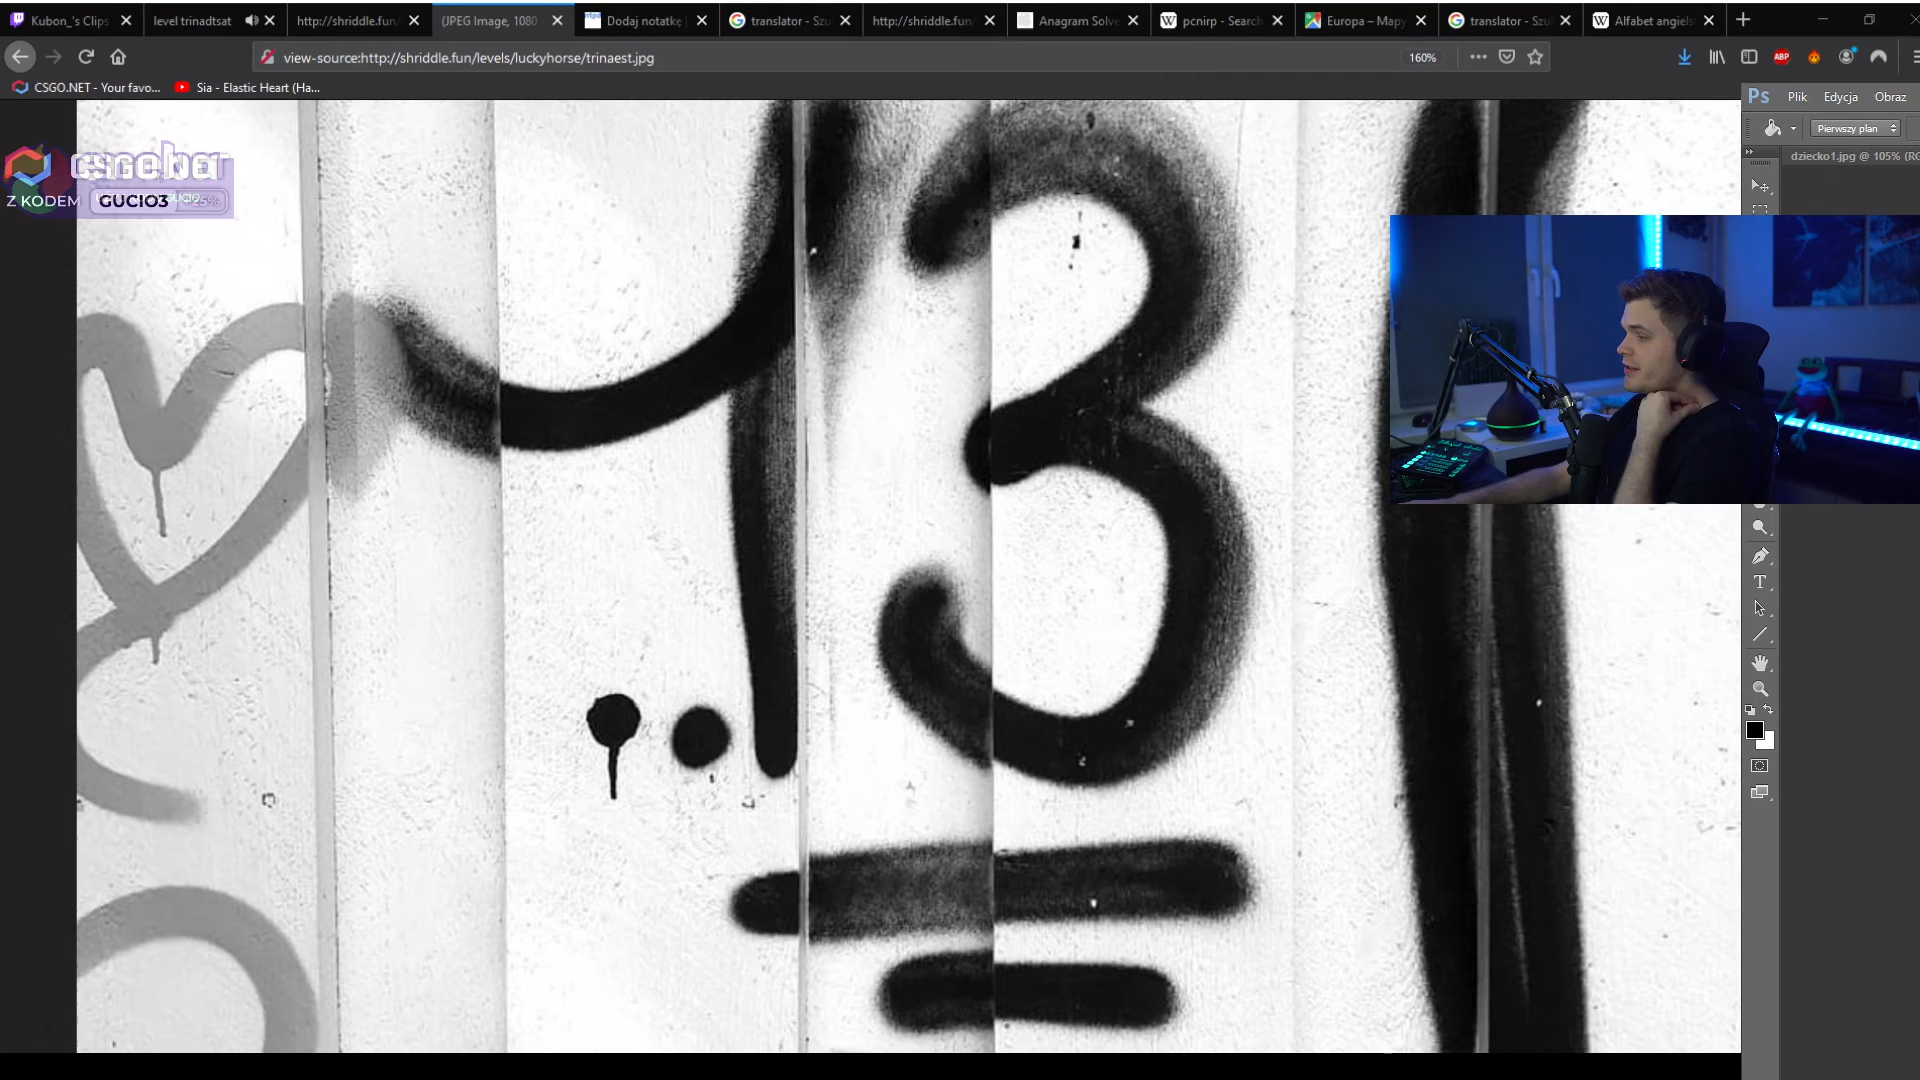 Kubon_'s Clips
level trinadtsat
http://shriddle.fun/
(JPEG Image, 1080
Dodaj notatkę
translator - Szu
http://shriddle.fun/
Anagram Solve
pcnirp - Search
Europa – Mapy
translator - Szu
Alfabet angiels
view-source:http://shriddle.fun/levels/luckyhorse/trinaest.jpg
160%
ABP
CSGO.NET - Your favo...
Sia - Elastic Heart (Ha...
Ps
Plik
Edycja
Obraz
Pierwszy plan
dziecko1.jpg @ 105% (RG
Z KODEM
GUCIO3
13
T